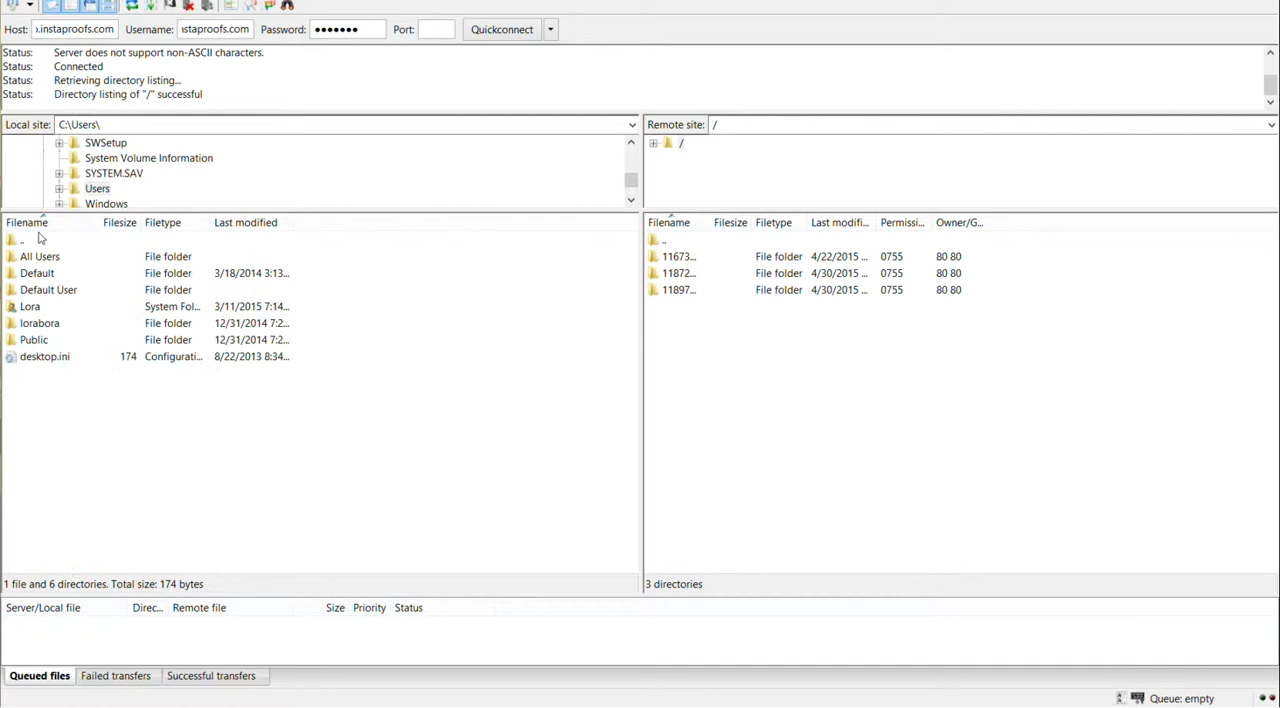 Host: ).instaproofs.com Username: ıstaproofs.com Password: ●●●●●●● Port: Quickconnect
Status: Server does not support non-ASCII characters.
Status: Connected
Status: Retrieving directory listing...
Status: Directory listing of "/" successful
Local site: C:\Users\ Remote site: /
SWSetup /
System Volume Information
SYSTEM.SAV
Users
Windows
Filename Filesize Filetype Last modified Filename Filesize Filetype Last modifi... Permissi... Owner/G...
.. ..
All Users File folder 11673... File folder 4/22/2015 ... 0755 80 80
Default File folder 3/18/2014 3:13... 11872... File folder 4/30/2015 ... 0755 80 80
Default User File folder 11897... File folder 4/30/2015 ... 0755 80 80
Lora System Fol... 3/11/2015 7:14...
lorabora File folder 12/31/2014 7:2...
Public File folder 12/31/2014 7:2...
desktop.ini 174 Configurati... 8/22/2013 8:34...
1 file and 6 directories. Total size: 174 bytes 3 directories
Server/Local file Direc... Remote file Size Priority Status
Queued files Failed transfers Successful transfers
Queue: empty